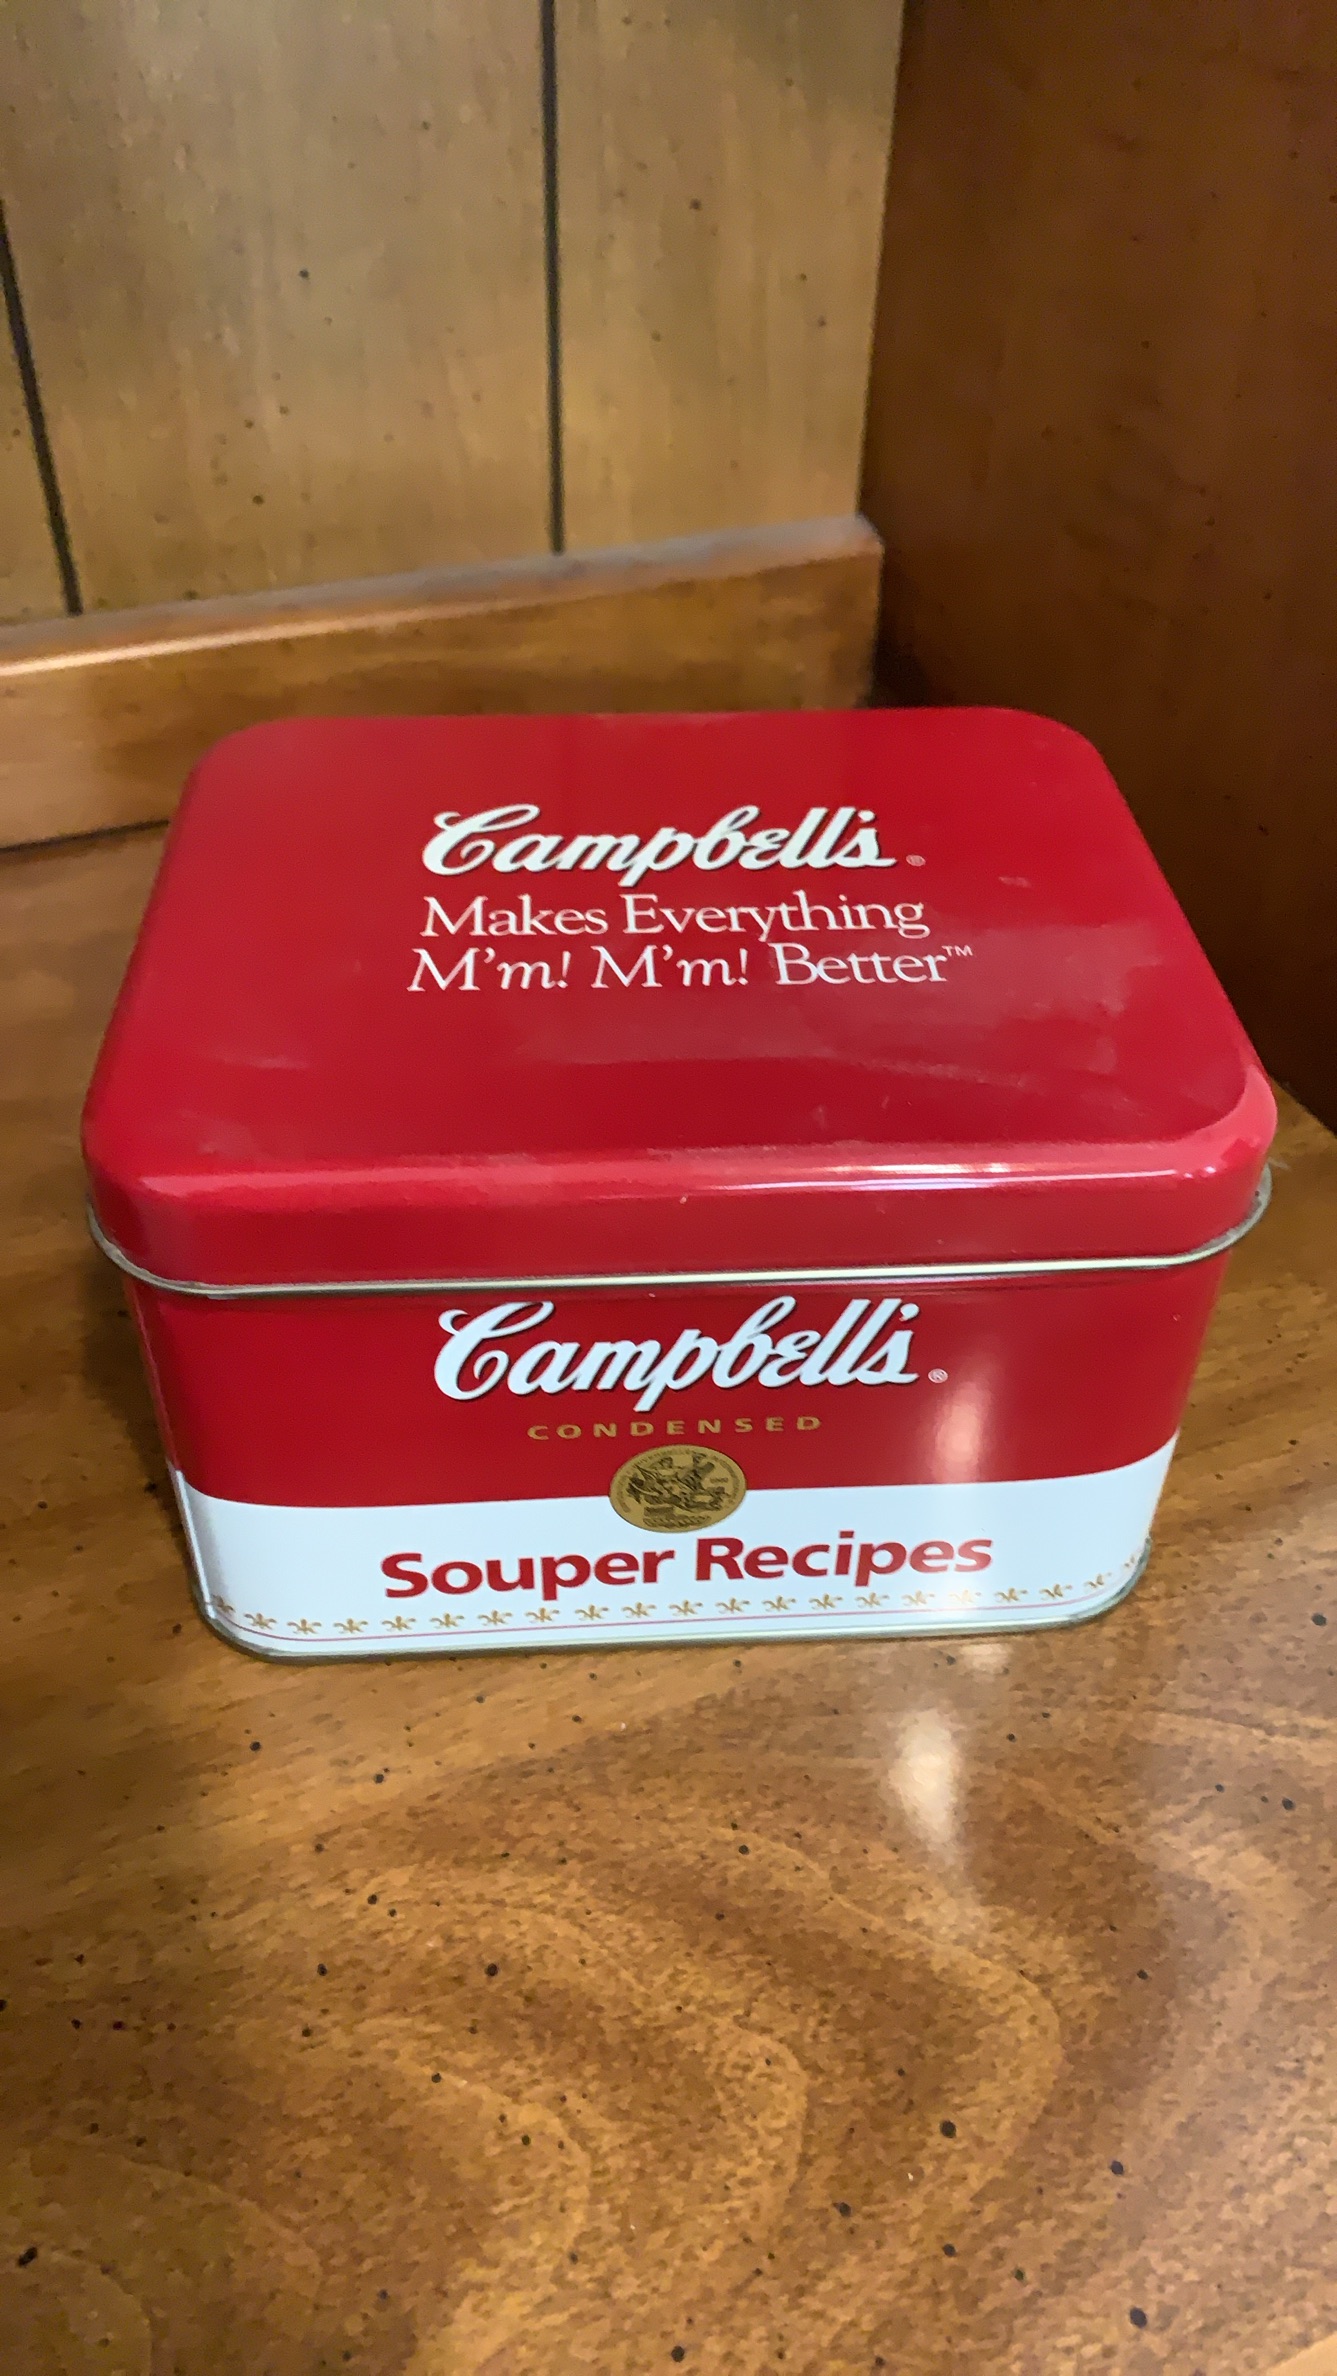 Campbell's®
Makes Everything
M'm! M'm! Better™
Campbell's®
CONDENSED
Souper Recipes